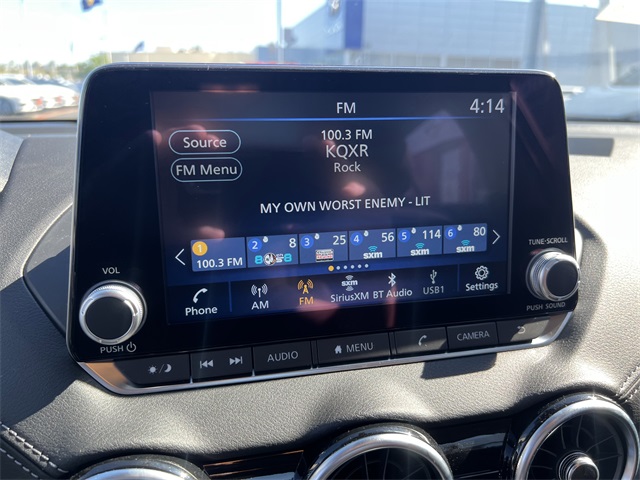 FM 4:14
Source
100.3 FM
KQXR
FM Menu
Rock
MY OWN WORST ENEMY - LIT
1 100.3 FM
2 8
3 25
4 56 SXM
5 114 SXM
6 80 SXM
Phone AM FM SXM SiriusXM BT Audio USB1 Settings
VOL
PUSH
TUNE·SCROLL
PUSH SOUND
AUDIO MENU CAMERA